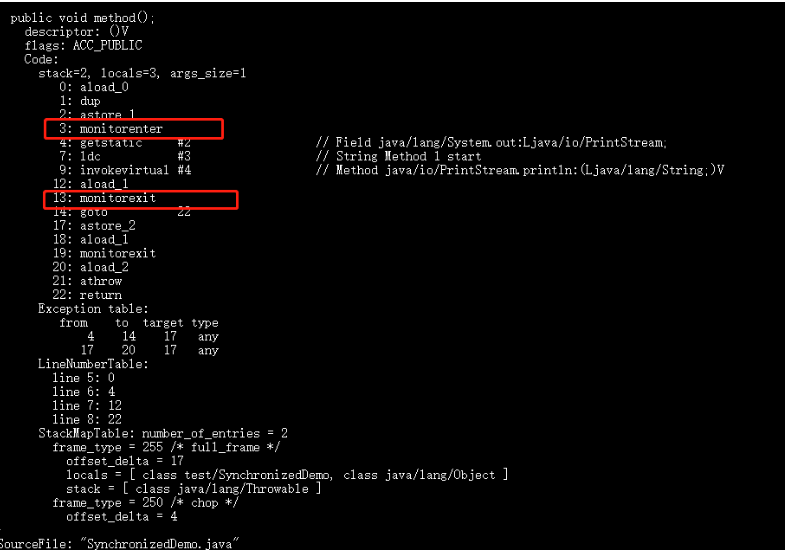 public void method();
descriptor: ()V
flags: ACC_PUBLIC
Code:
stack=2, locals=3, args_size=1
0: aload_0
1: dup
2: astore_1
3: monitorenter
4: getstatic #2 // Field java/lang/System.out:Ljava/io/PrintStream;
7: ldc #3 // String Method 1 start
9: invokevirtual #4 // Method java/io/PrintStream.println:(Ljava/lang/String;)V
12: aload_1
13: monitorexit
14: goto 22
17: astore_2
18: aload_1
19: monitorexit
20: aload_2
21: athrow
22: return
Exception table:
from to target type
4 14 17 any
17 20 17 any
LineNumberTable:
line 5: 0
line 6: 4
line 7: 12
line 8: 22
StackMapTable: number_of_entries = 2
frame_type = 255 /* full_frame */
offset_delta = 17
locals = [ class test/SynchronizedDemo, class java/lang/Object ]
stack = [ class java/lang/Throwable ]
frame_type = 250 /* chop */
offset_delta = 4
SourceFile: "SynchronizedDemo.java"